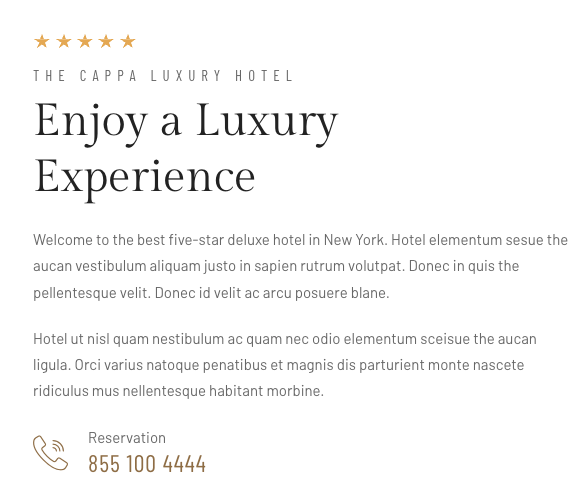 THE CAPPA LUXURY HOTEL
Enjoy a Luxury
Experience
Welcome to the best five-star deluxe hotel in New York. Hotel elementum sesue the
aucan vestibulum aliquam justo in sapien rutrum volutpat. Donec in quis the
pellentesque velit. Donec id velit ac arcu posuere blane.
Hotel ut nisl quam nestibulum ac quam nec odio elementum sceisue the aucan
ligula. Orci varius natoque penatibus et magnis dis parturient monte nascete
ridiculus mus nellentesque habitant morbine.
Reservation
855 100 4444